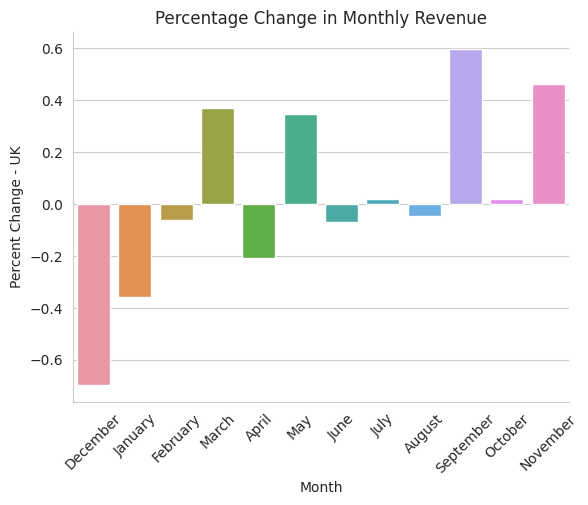 Percentage Change in Monthly Revenue
Percent Change - UK
0.6
0.4
0.2
0.0
−0.2
−0.4
−0.6
December
January
February
March
April
May
June
July
August
September
October
November
Month